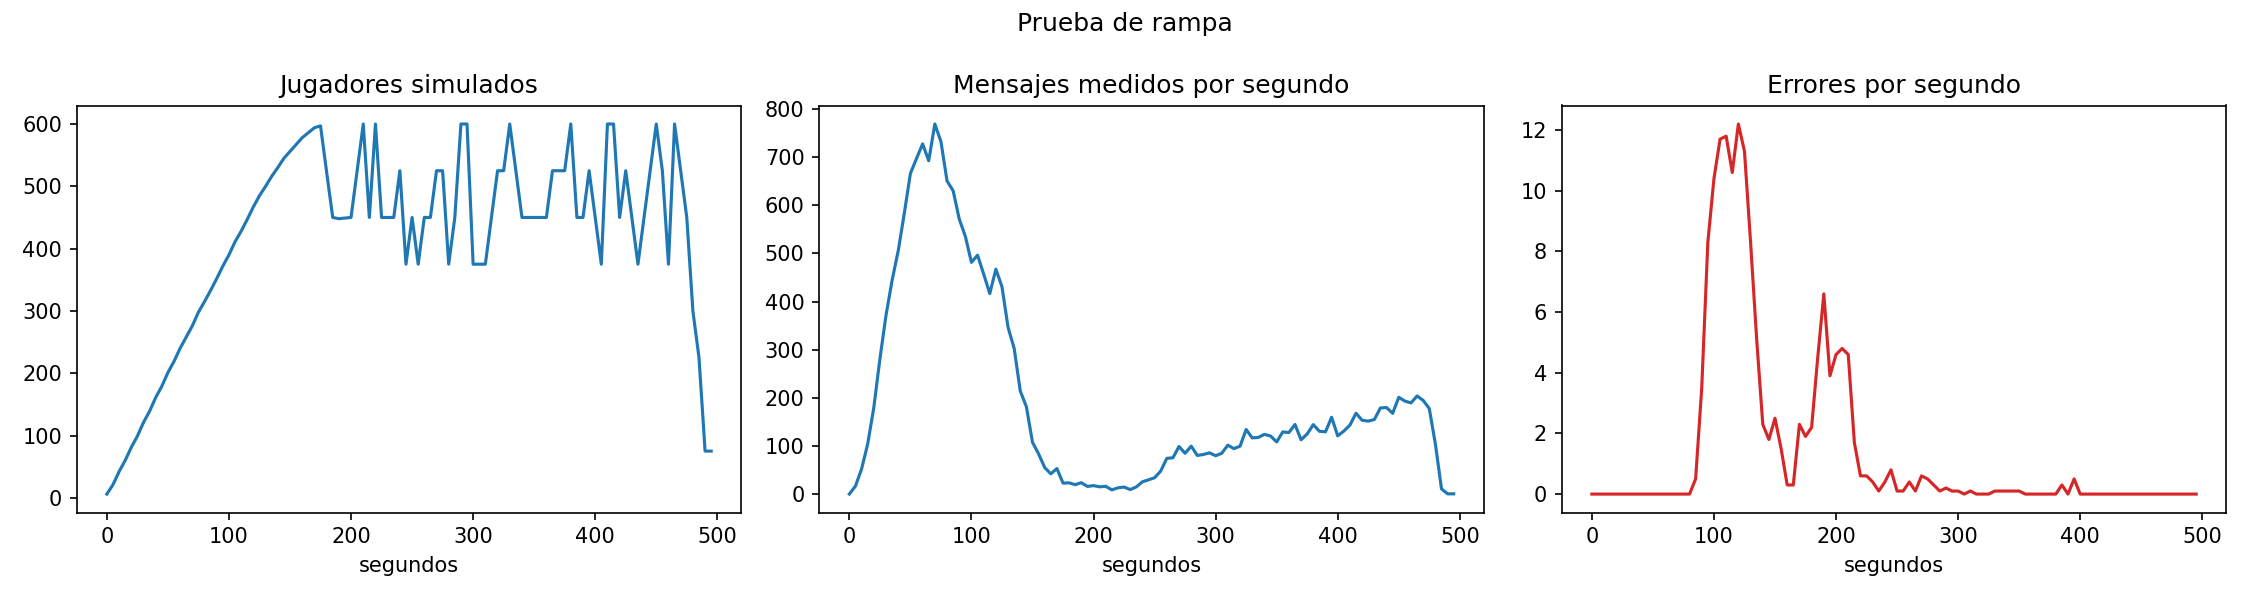 Prueba de rampa
Jugadores simulados
600
500
400
300
200
100
0
0 100 200 300 400 500
segundos
Mensajes medidos por segundo
800
700
600
500
400
300
200
100
0
0 100 200 300 400 500
segundos
Errores por segundo
12
10
8
6
4
2
0
0 100 200 300 400 500
segundos